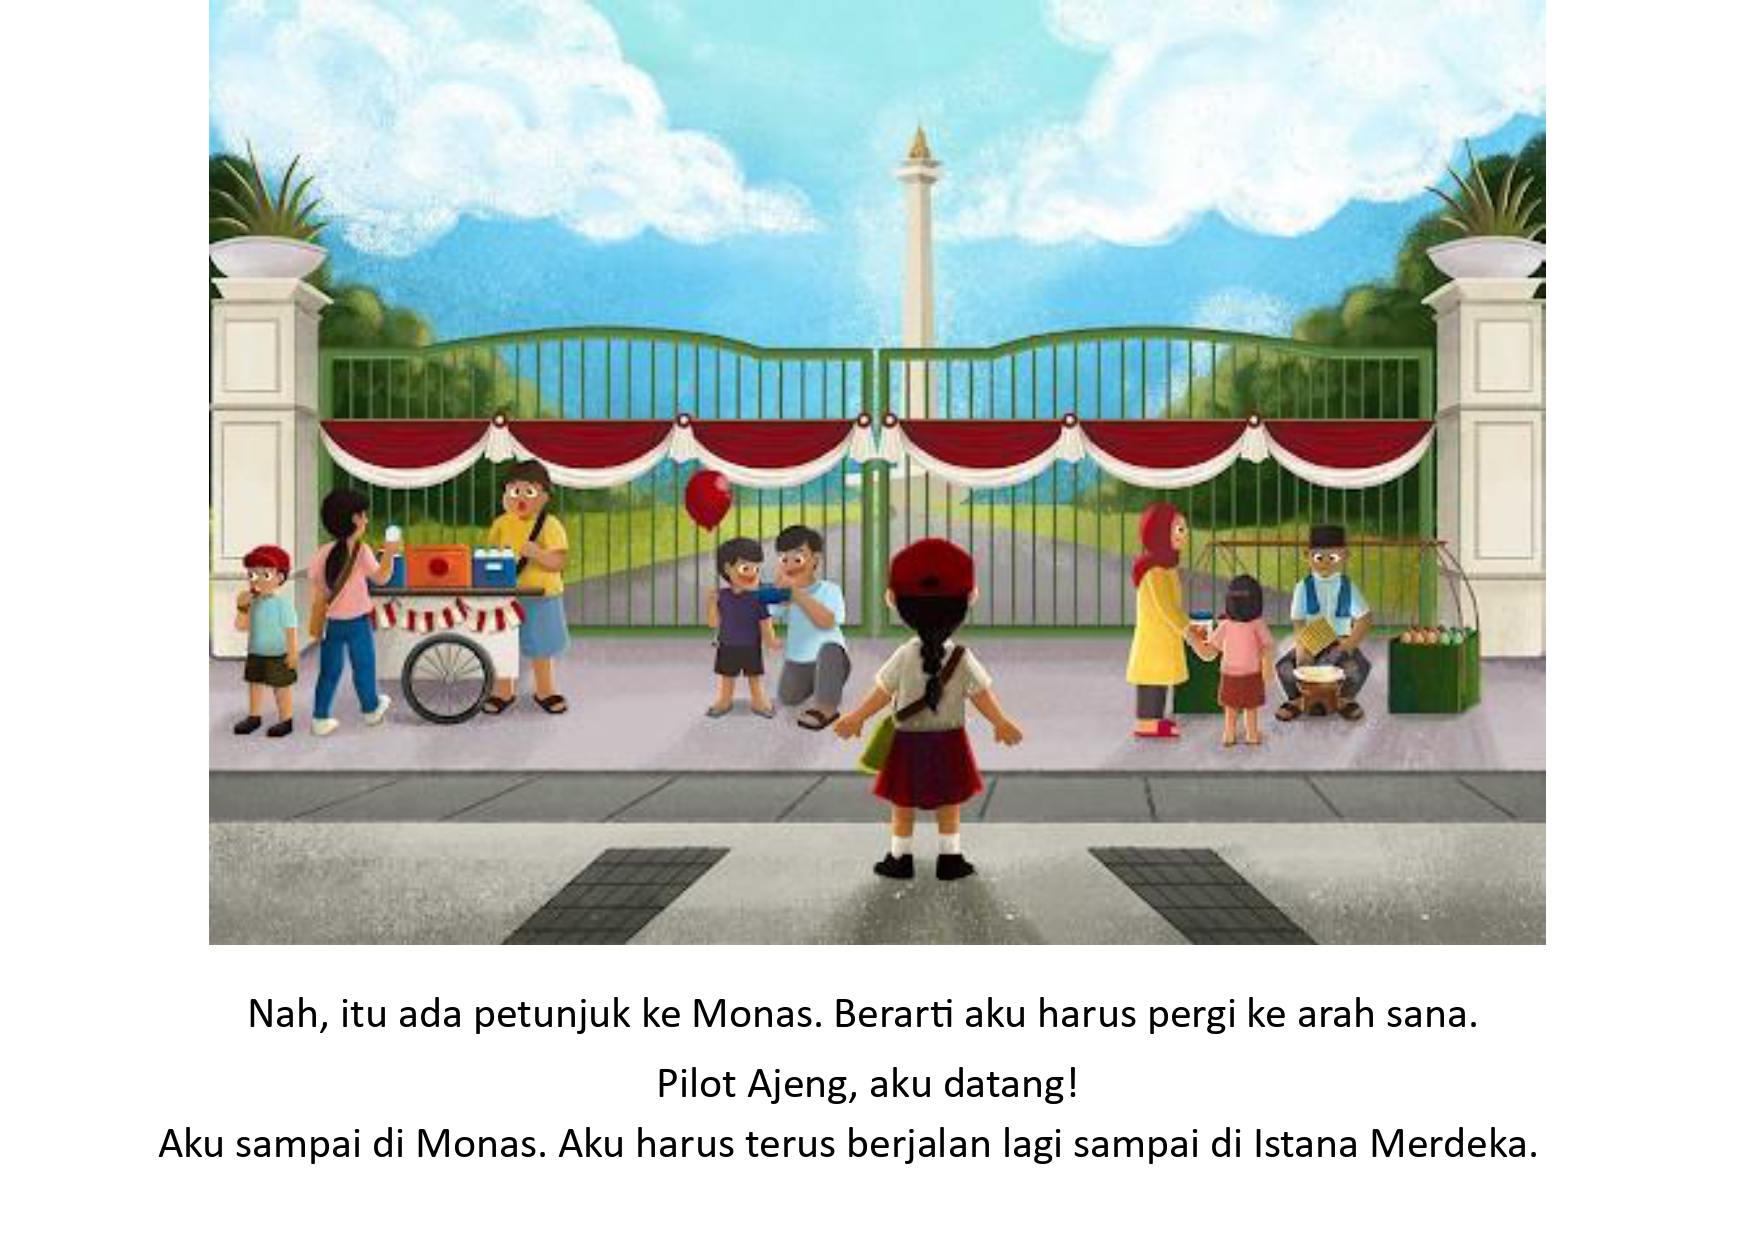 Nah, itu ada petunjuk ke Monas. Berarti aku harus pergi ke arah sana.
Pilot Ajeng, aku datang!
Aku sampai di Monas. Aku harus terus berjalan lagi sampai di Istana Merdeka.